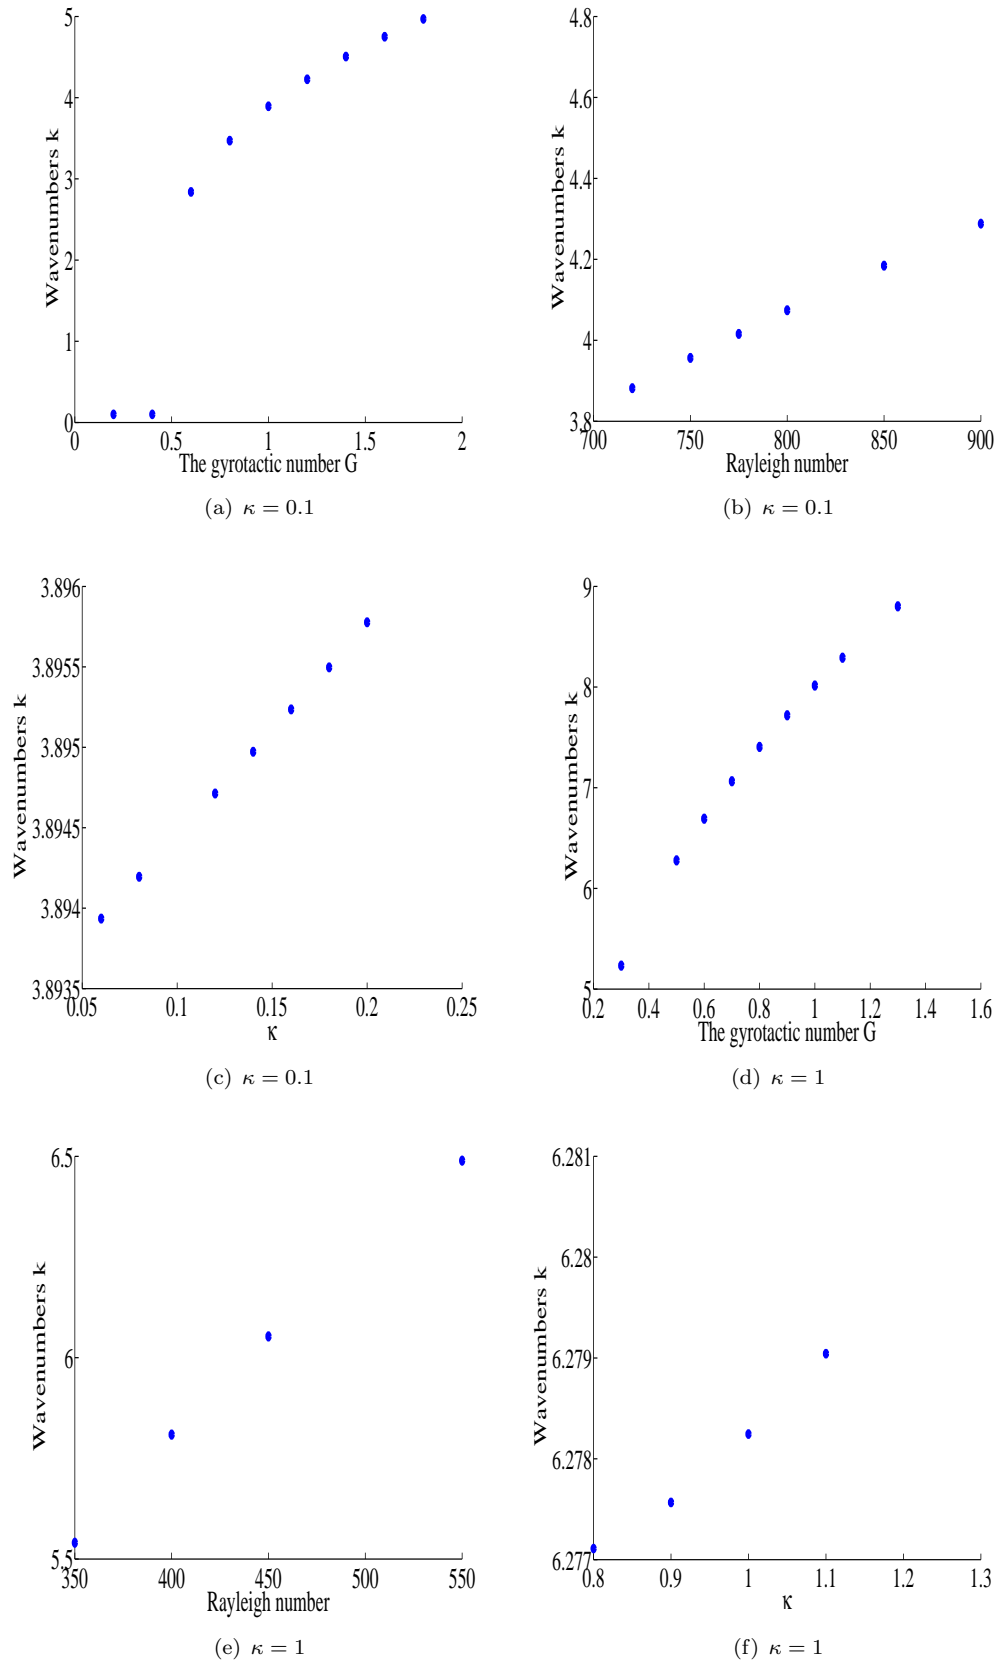 5
4
3
2
1
0
Wavenumbers k
0 0.5 1 1.5 2
The gyrotactic number G
(a) κ = 0.1
4.8
4.6
4.4
4.2
4
3.8
Wavenumbers k
700 750 800 850 900
Rayleigh number
(b) κ = 0.1
3.896
3.8955
3.895
3.8945
3.894
3.8935
Wavenumbers k
0.05 0.1 0.15 0.2 0.25
κ
(c) κ = 0.1
9
8
7
6
5
Wavenumbers k
0.2 0.4 0.6 0.8 1 1.2 1.4 1.6
The gyrotactic number G
(d) κ = 1
6.5
6
5.5
Wavenumbers k
350 400 450 500 550
Rayleigh number
(e) κ = 1
6.281
6.28
6.279
6.278
6.277
Wavenumbers k
0.8 0.9 1 1.1 1.2 1.3
κ
(f) κ = 1